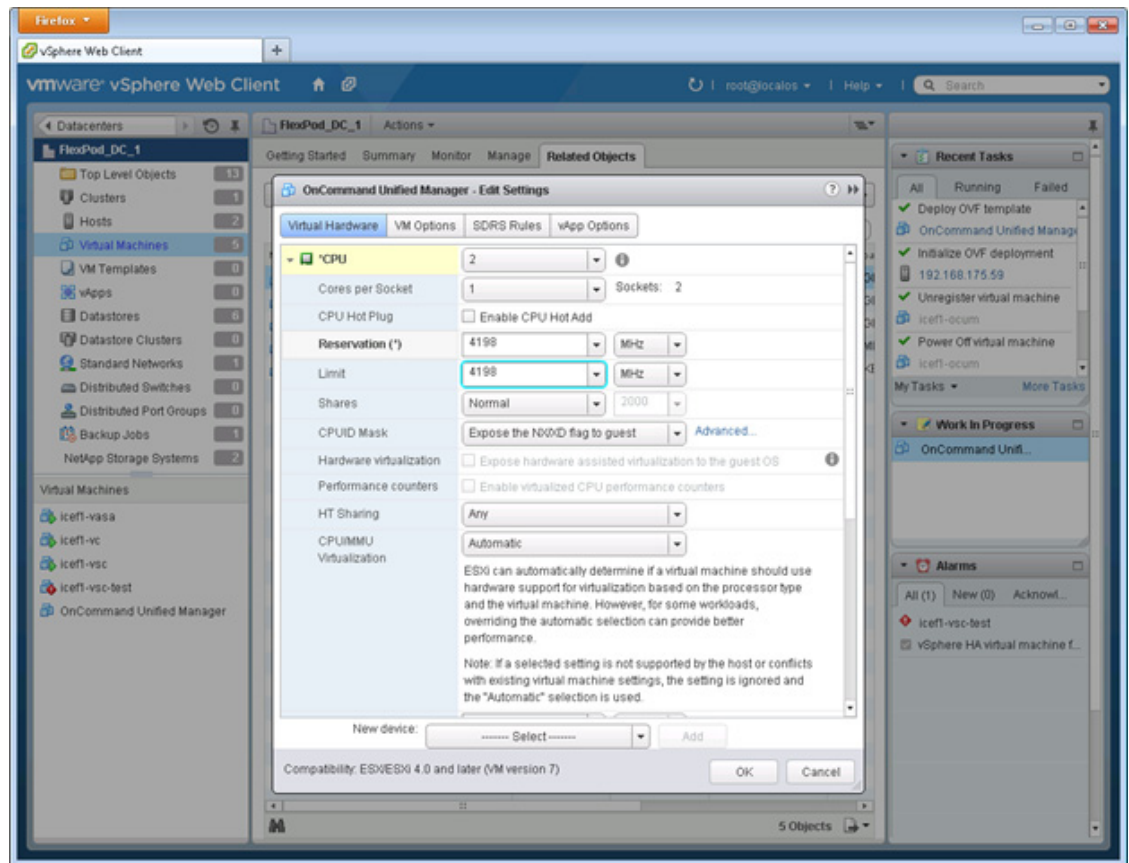 Firefox
vSphere Web Client
+
vmware vSphere Web Client
root@localos
Help
Search
Datacenters
FlexPod_DC_1
Top Level Objects 13
Clusters 1
Hosts 2
Virtual Machines 5
VM Templates 0
vApps 0
Datastores 6
Datastore Clusters 0
Standard Networks 1
Distributed Switches 0
Distributed Port Groups 0
Backup Jobs 1
NetApp Storage Systems 2
Virtual Machines
icef1-vasa
icef1-vc
icef1-vsc
icef1-vsc-test
OnCommand Unified Manager
FlexPod_DC_1 Actions
Getting Started Summary Monitor Manage Related Objects
OnCommand Unified Manager - Edit Settings
Virtual Hardware VM Options SDRS Rules vApp Options
*CPU 2
Cores per Socket 1 Sockets: 2
CPU Hot Plug Enable CPU Hot Add
Reservation (*) 4198 MHz
Limit 4198 MHz
Shares Normal 2000
CPUID Mask Expose the NX/XD flag to guest Advanced...
Hardware virtualization Expose hardware assisted virtualization to the guest OS
Performance counters Enable virtualized CPU performance counters
HT Sharing Any
CPU/MMU Automatic
Virtualization
ESXi can automatically determine if a virtual machine should use
hardware support for virtualization based on the processor type
and the virtual machine. However, for some workloads,
overriding the automatic selection can provide better
performance.
Note: If a selected setting is not supported by the host or conflicts
with existing virtual machine settings, the setting is ignored and
the "Automatic" selection is used.
New device: ------- Select ------- Add
Compatibility: ESX/ESXi 4.0 and later (VM version 7)
OK Cancel
5 Objects
Recent Tasks
All Running Failed
Deploy OVF template
OnCommand Unified Manag
Initialize OVF deployment
192.168.175.59
Unregister virtual machine
icef1-ocum
Power Off virtual machine
icef1-ocum
My Tasks More Tasks
Work In Progress
OnCommand Unifi...
Alarms
All (1) New (0) Acknowl...
icef1-vsc-test
vSphere HA virtual machine f...